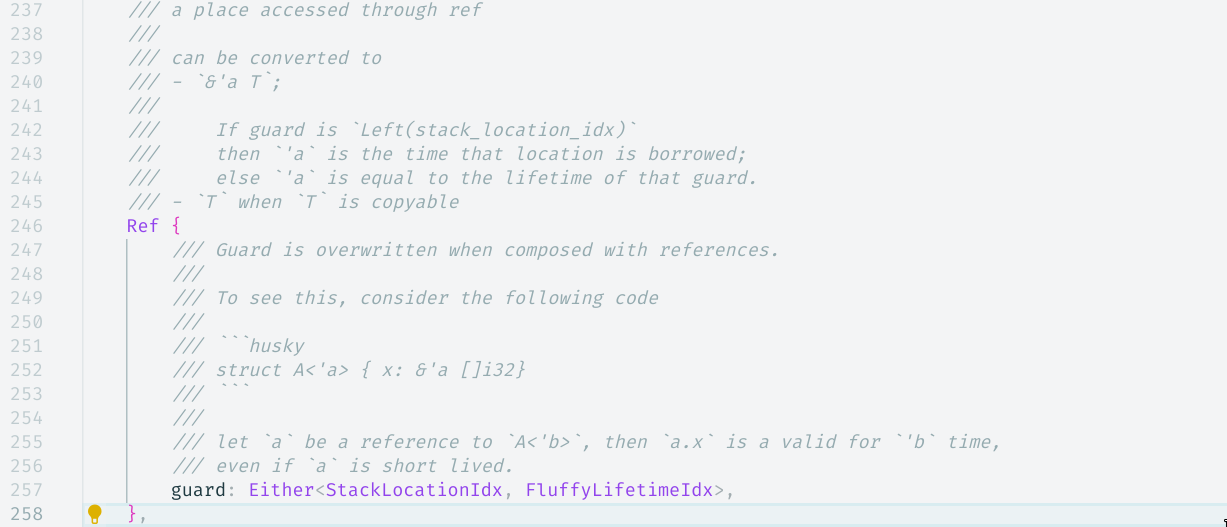 237 /// a place accessed through ref
238 ///
239 /// can be converted to
240 /// - `&'a T`;
241 ///
242 ///     If guard is `Left(stack_location_idx)`
243 ///     then `'a` is the time that location is borrowed;
244 ///     else `'a` is equal to the lifetime of that guard.
245 /// - `T` when `T` is copyable
246 Ref {
247     /// Guard is overwritten when composed with references.
248     ///
249     /// To see this, consider the following code
250     ///
251     /// ```husky
252     /// struct A<'a> { x: &'a []i32}
253     /// ```
254     ///
255     /// let `a` be a reference to `A<'b>`, then `a.x` is a valid for `'b` time,
256     /// even if `a` is short lived.
257     guard: Either<StackLocationIdx, FluffyLifetimeIdx>,
258 },